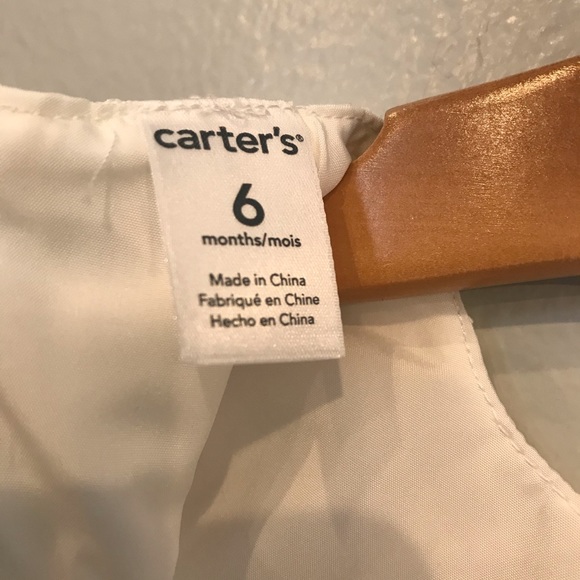 carter's®
6
months/mois
Made in China
Fabriqué en Chine
Hecho en China